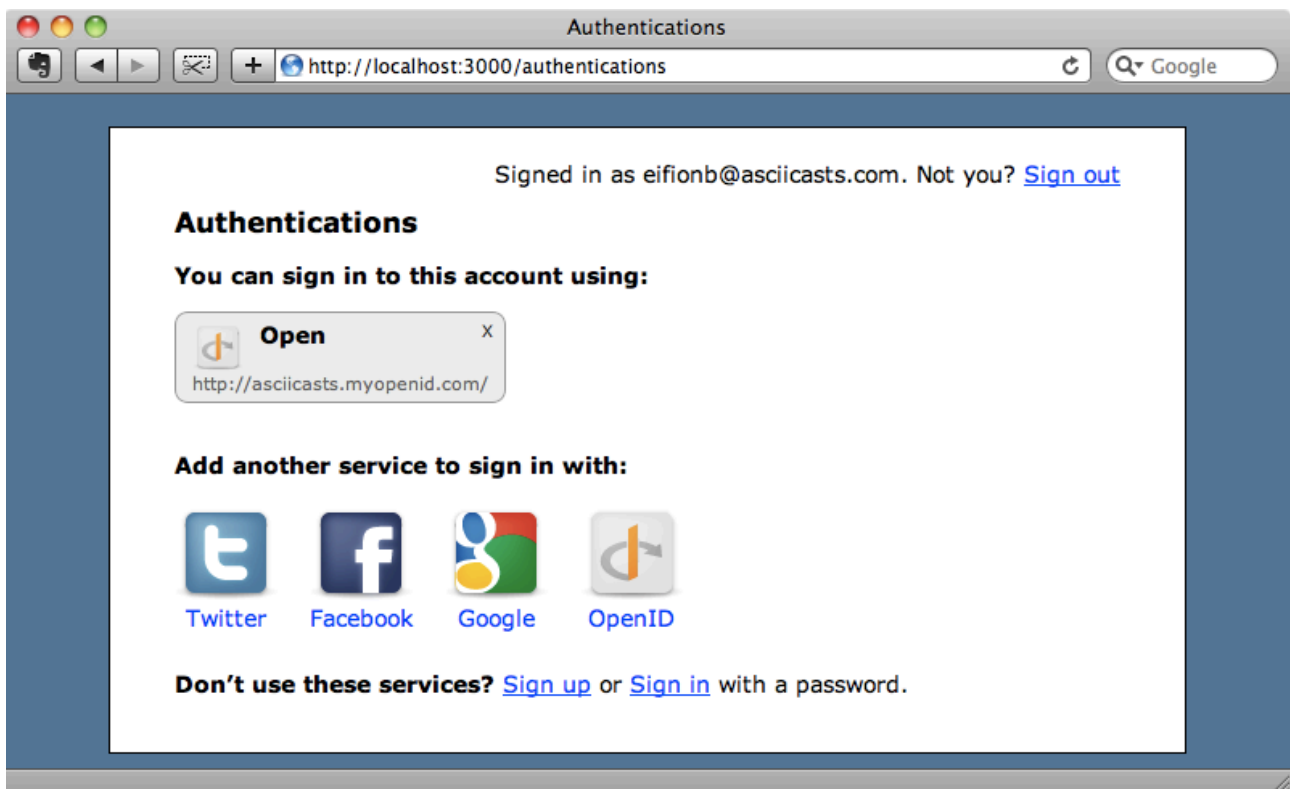 Authentications
http://localhost:3000/authentications
Google
Signed in as eifionb@asciicasts.com. Not you? Sign out
Authentications
You can sign in to this account using:
Open x
http://asciicasts.myopenid.com/
Add another service to sign in with:
Twitter Facebook Google OpenID
Don’t use these services? Sign up or Sign in with a password.